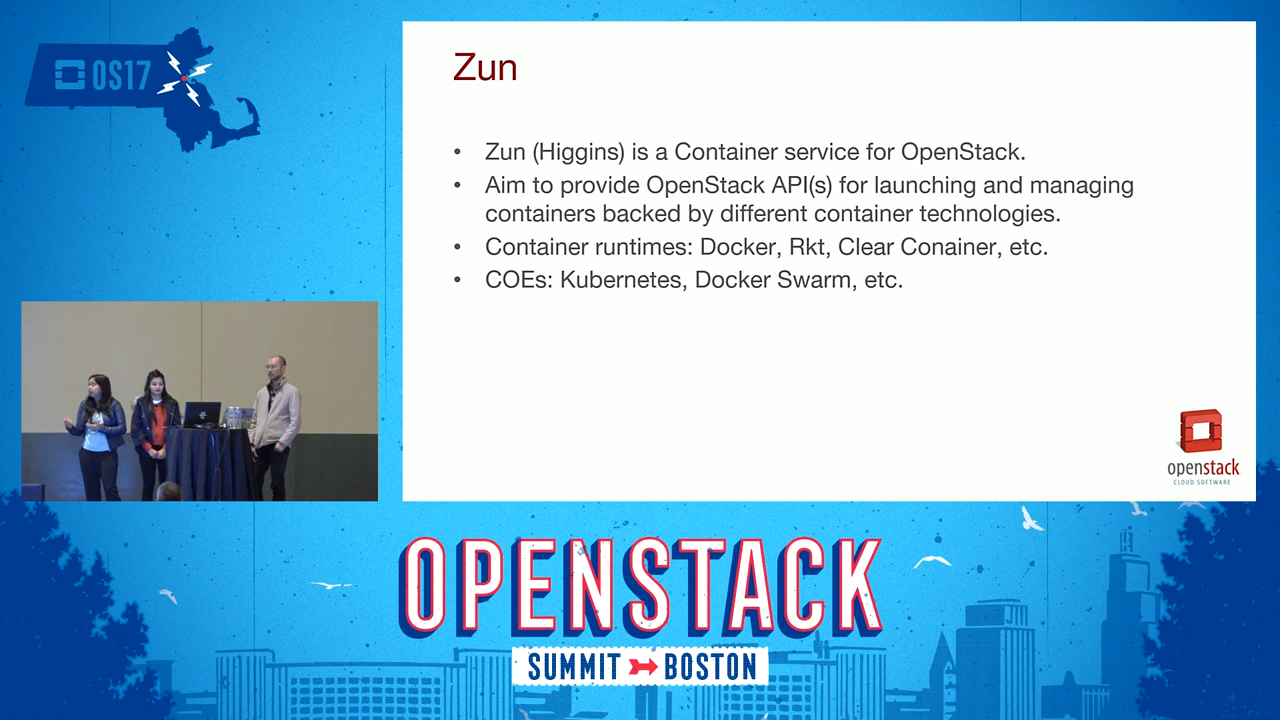 OS17
Zun
• Zun (Higgins) is a Container service for OpenStack.
• Aim to provide OpenStack API(s) for launching and managing
containers backed by different container technologies.
• Container runtimes: Docker, Rkt, Clear Conainer, etc.
• COEs: Kubernetes, Docker Swarm, etc.
openstack
CLOUD SOFTWARE
OPENSTACK
SUMMIT BOSTON